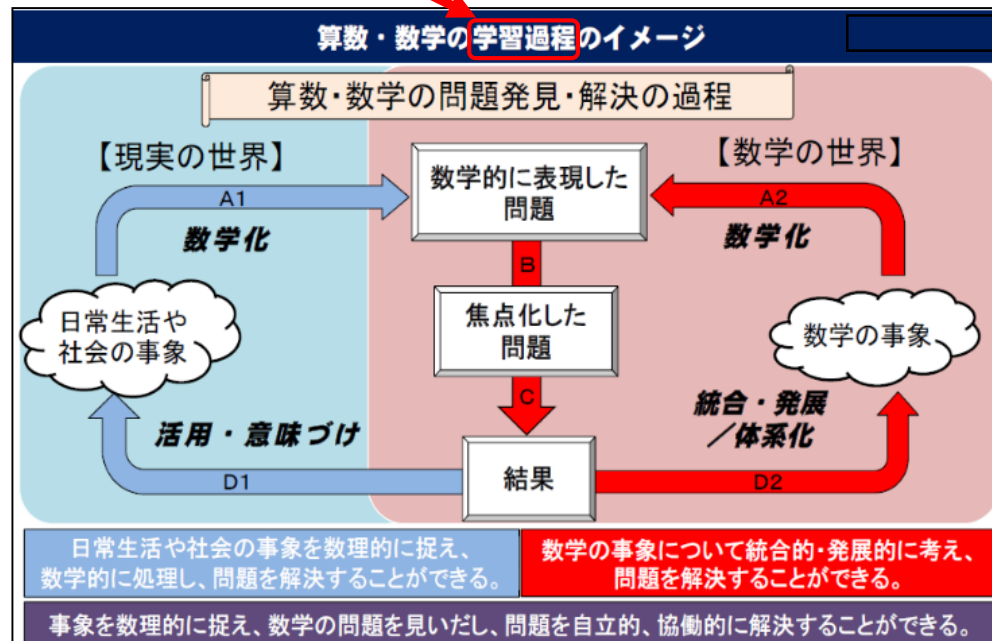 算数・数学の学習過程のイメージ
算数・数学の問題発見・解決の過程
【現実の世界】
【数学の世界】
数学的に表現した
問題
A1
数学化
A2
数学化
B
日常生活や
社会の事象
焦点化した
問題
数学の事象
C
活用・意味づけ
統合・発展
／体系化
D1
結果
D2
日常生活や社会の事象を数理的に捉え、
数学的に処理し、問題を解決することができる。
数学の事象について統合的・発展的に考え、
問題を解決することができる。
事象を数理的に捉え、数学の問題を見いだし、問題を自立的、協働的に解決することができる。